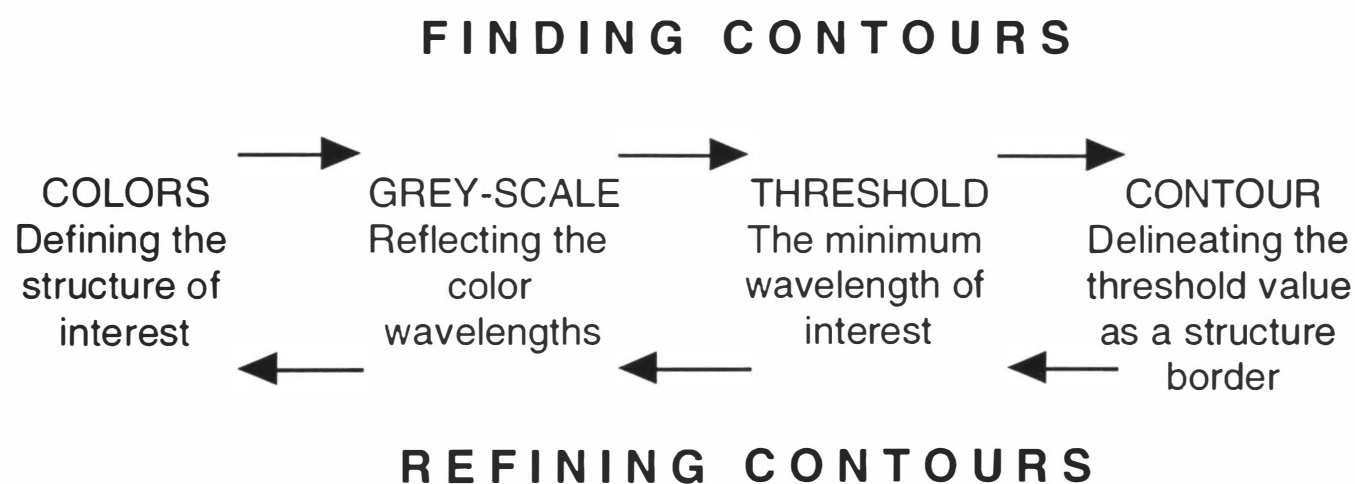 FINDING CONTOURS
COLORS
Defining the
structure of
interest
GREY-SCALE
Reflecting the
color
wavelengths
THRESHOLD
The minimum
wavelength of
interest
CONTOUR
Delineating the
threshold value
as a structure
border
REFINING CONTOURS